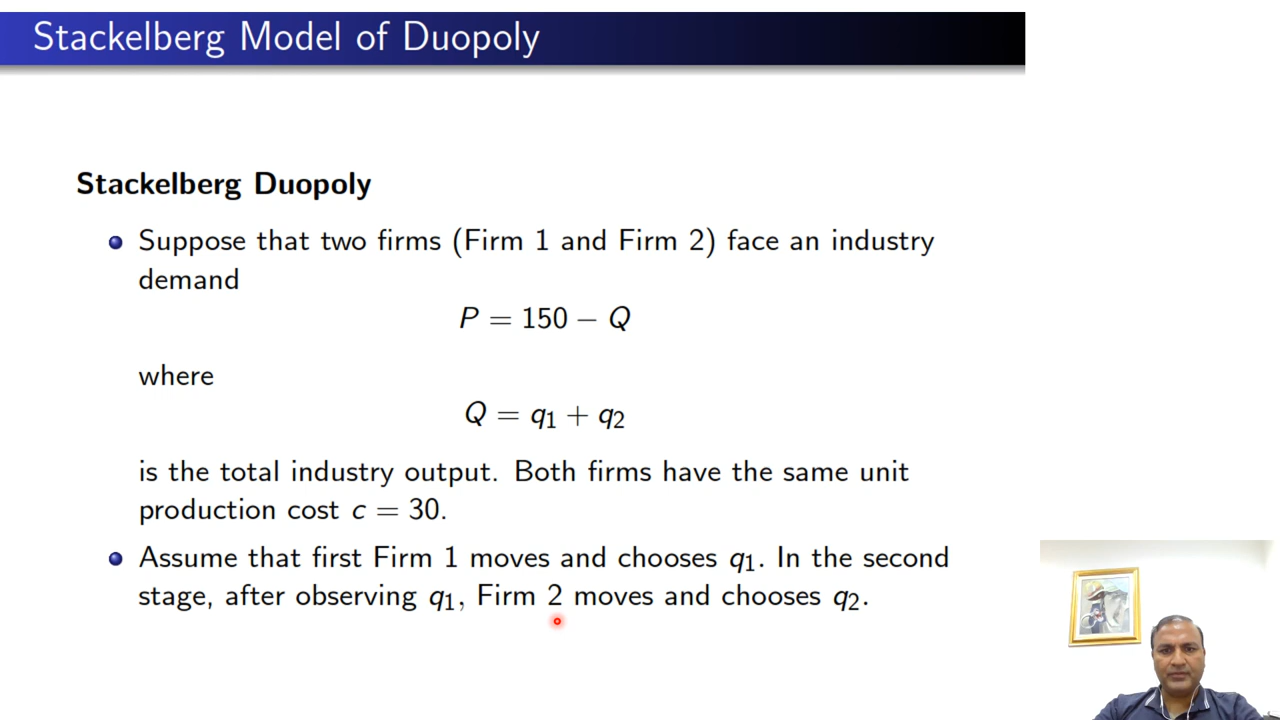 Stackelberg Model of Duopoly
Stackelberg Duopoly
Suppose that two firms (Firm 1 and Firm 2) face an industry
demand
P = 150 − Q
where
Q = q₁ + q₂
is the total industry output. Both firms have the same unit
production cost c = 30.
Assume that first Firm 1 moves and chooses q₁. In the second
stage, after observing q₁, Firm 2 moves and chooses q₂.